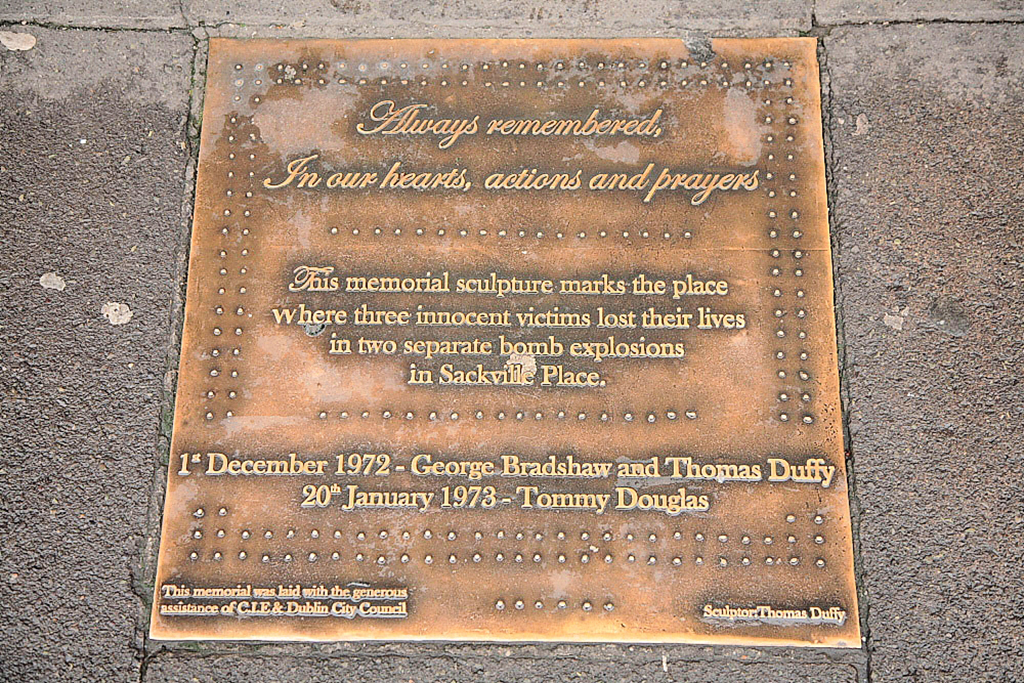 Always remembered,
In our hearts, actions and prayers
This memorial sculpture marks the place
where three innocent victims lost their lives
in two separate bomb explosions
in Sackville Place.
1st December 1972 - George Bradshaw and Thomas Duffy
20th January 1973 - Tommy Douglas
This memorial was laid with the generous
assistance of C.I.E & Dublin City Council
Sculptor:Thomas Duffy